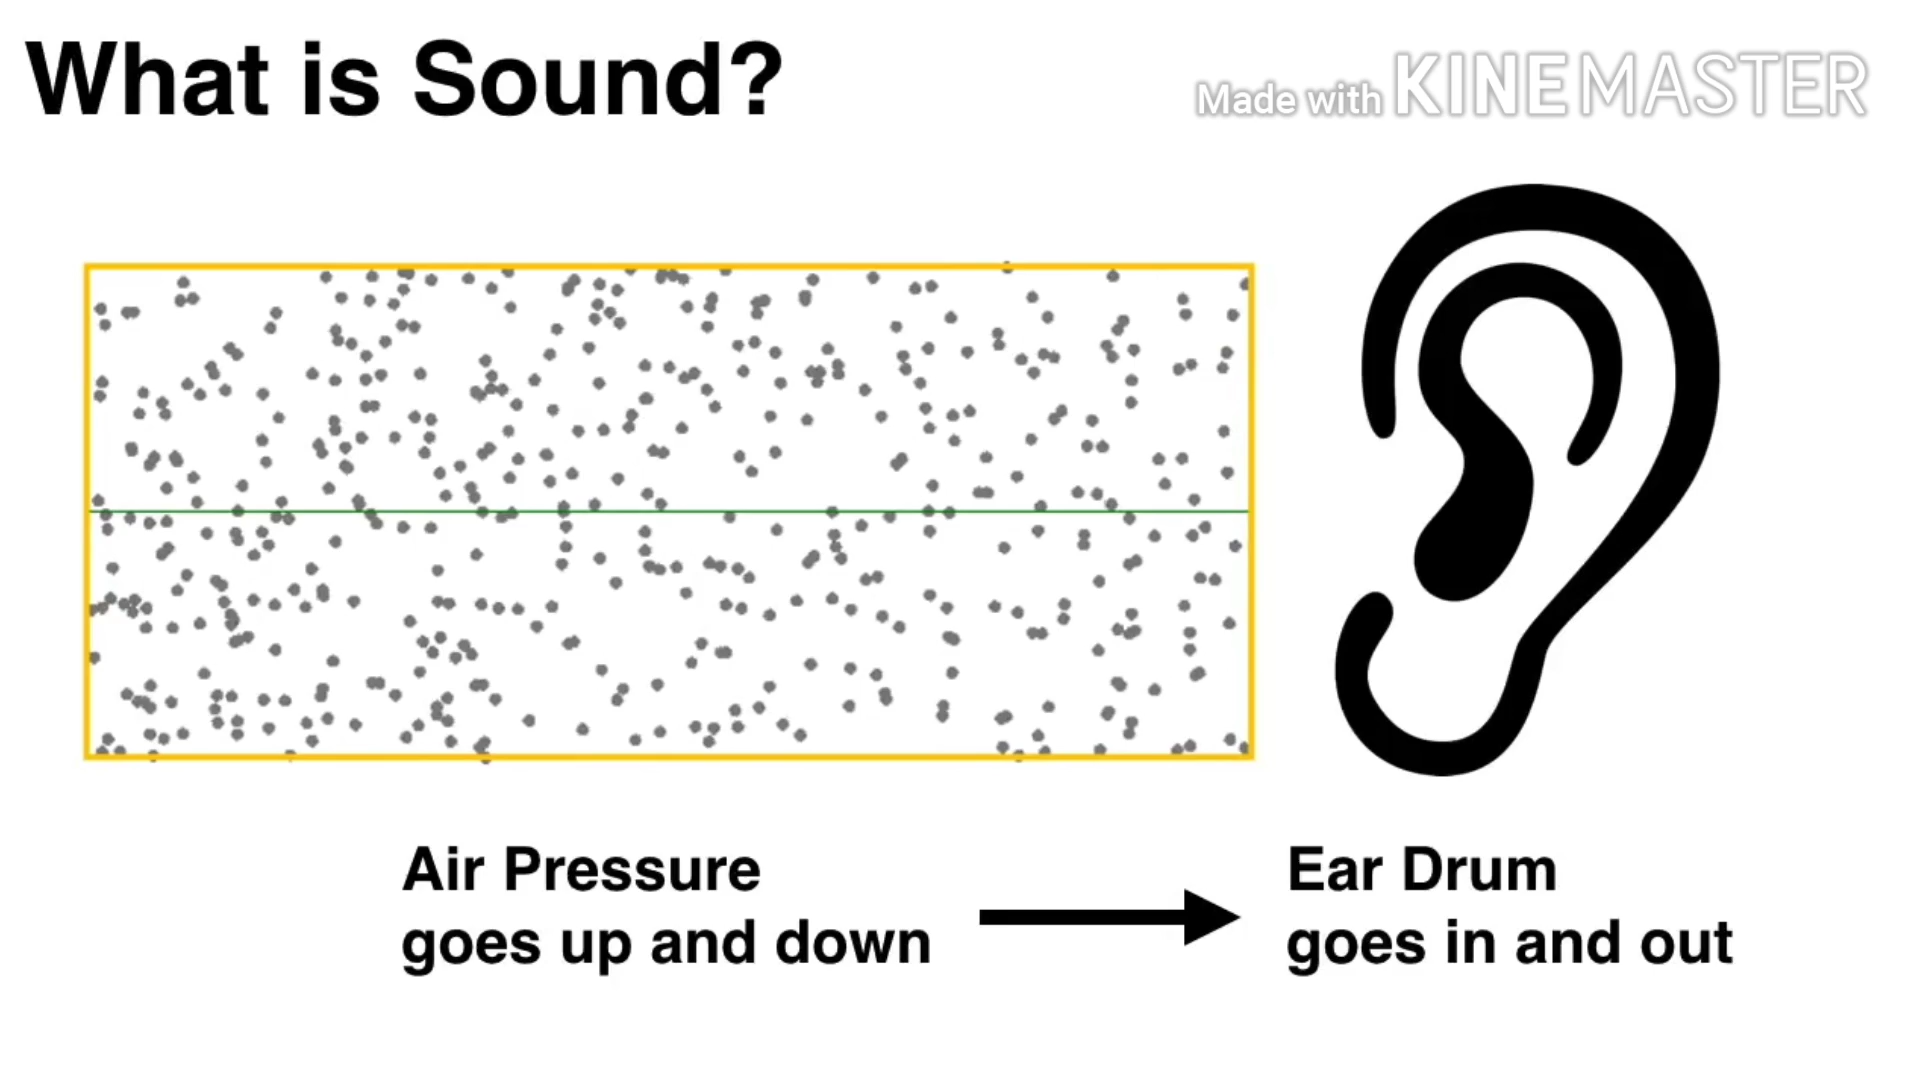 What is Sound?
Made with KINEMASTER
Air Pressure
goes up and down
Ear Drum
goes in and out